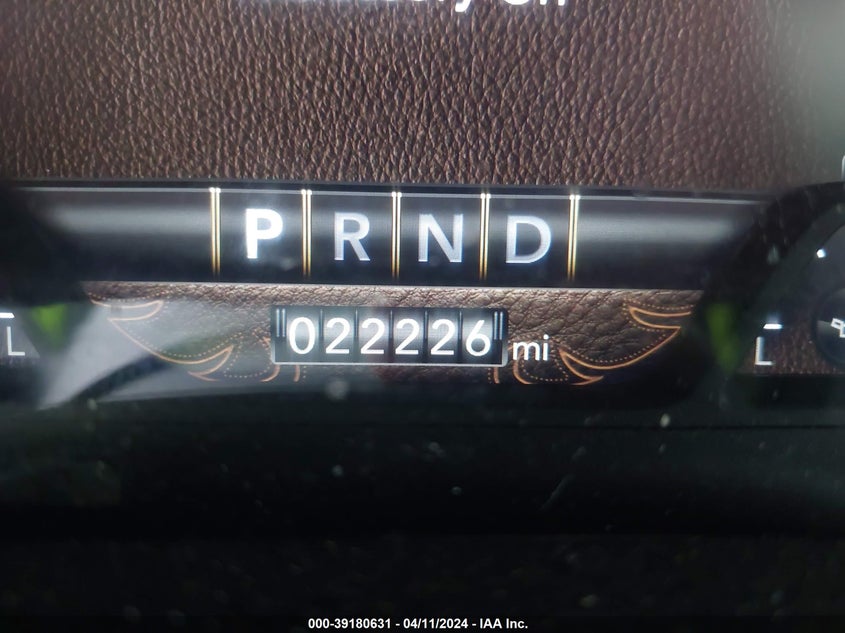 P R N D
022226 mi
L
L
000-39180631 - 04/11/2024 - IAA Inc.